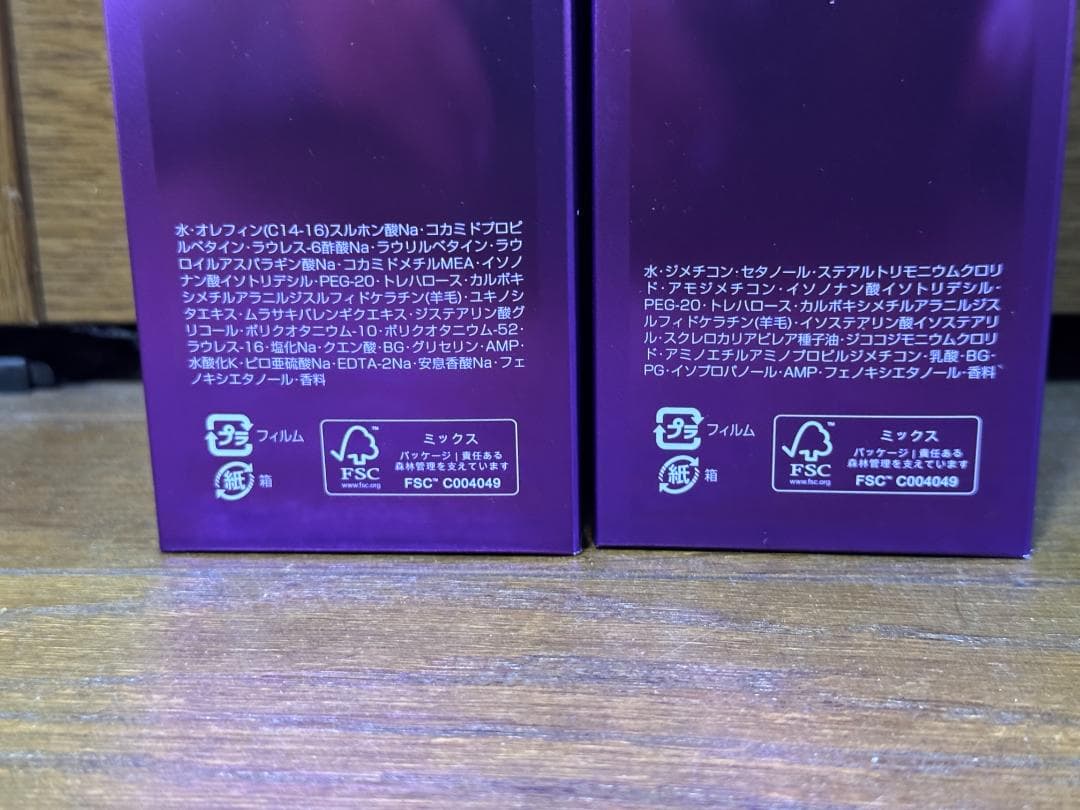 水・オレフィン(C14-16)スルホン酸Na・コカミドプロピ
ルベタイン・ラウレス-6酢酸Na・ラウリルベタイン・ラウ
ロイルアスパラギン酸Na・コカミドメチルMEA・イソノ
ナン酸イソトリデシル・PEG-20・トレハロース・カルボキ
シメチルアラニルジスルフィドケラチン(羊毛)・ユキノシ
タエキス・ムラサキバレンギクエキス・ジステアリン酸グ
リコール・ポリクオタニウム-10・ポリクオタニウム-52・
ラウレス-16・塩化Na・クエン酸・BG・グリセリン・AMP・
水酸化K・ピロ亜硫酸Na・EDTA-2Na・安息香酸Na・フェ
ノキシエタノール・香料
プラ フィルム
紙 箱
FSC™
www.fsc.org
ミックス
パッケージ|責任ある
森林管理を支えています
FSC™ C004049
水・ジメチコン・セタノール・ステアルトリモニウムクロリ
ド・アモジメチコン・イソノナン酸イソトリデシル・
PEG-20・トレハロース・カルボキシメチルアラニルジス
ルフィドケラチン(羊毛)・イソステアリン酸イソステアリ
ル・スクレロカリアビレア種子油・ジココジモニウムクロリ
ド・アミノエチルアミノプロピルジメチコン・乳酸・BG・
PG・イソプロパノール・AMP・フェノキシエタノール・香料
プラ フィルム
紙 箱
FSC™
www.fsc.org
ミックス
パッケージ|責任ある
森林管理を支えています
FSC™ C004049